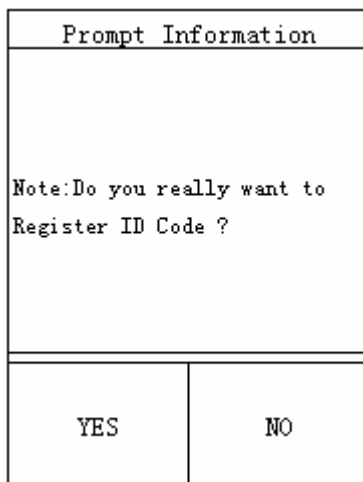 Prompt Information
Note:Do you really want to
Register ID Code ?
YES
NO